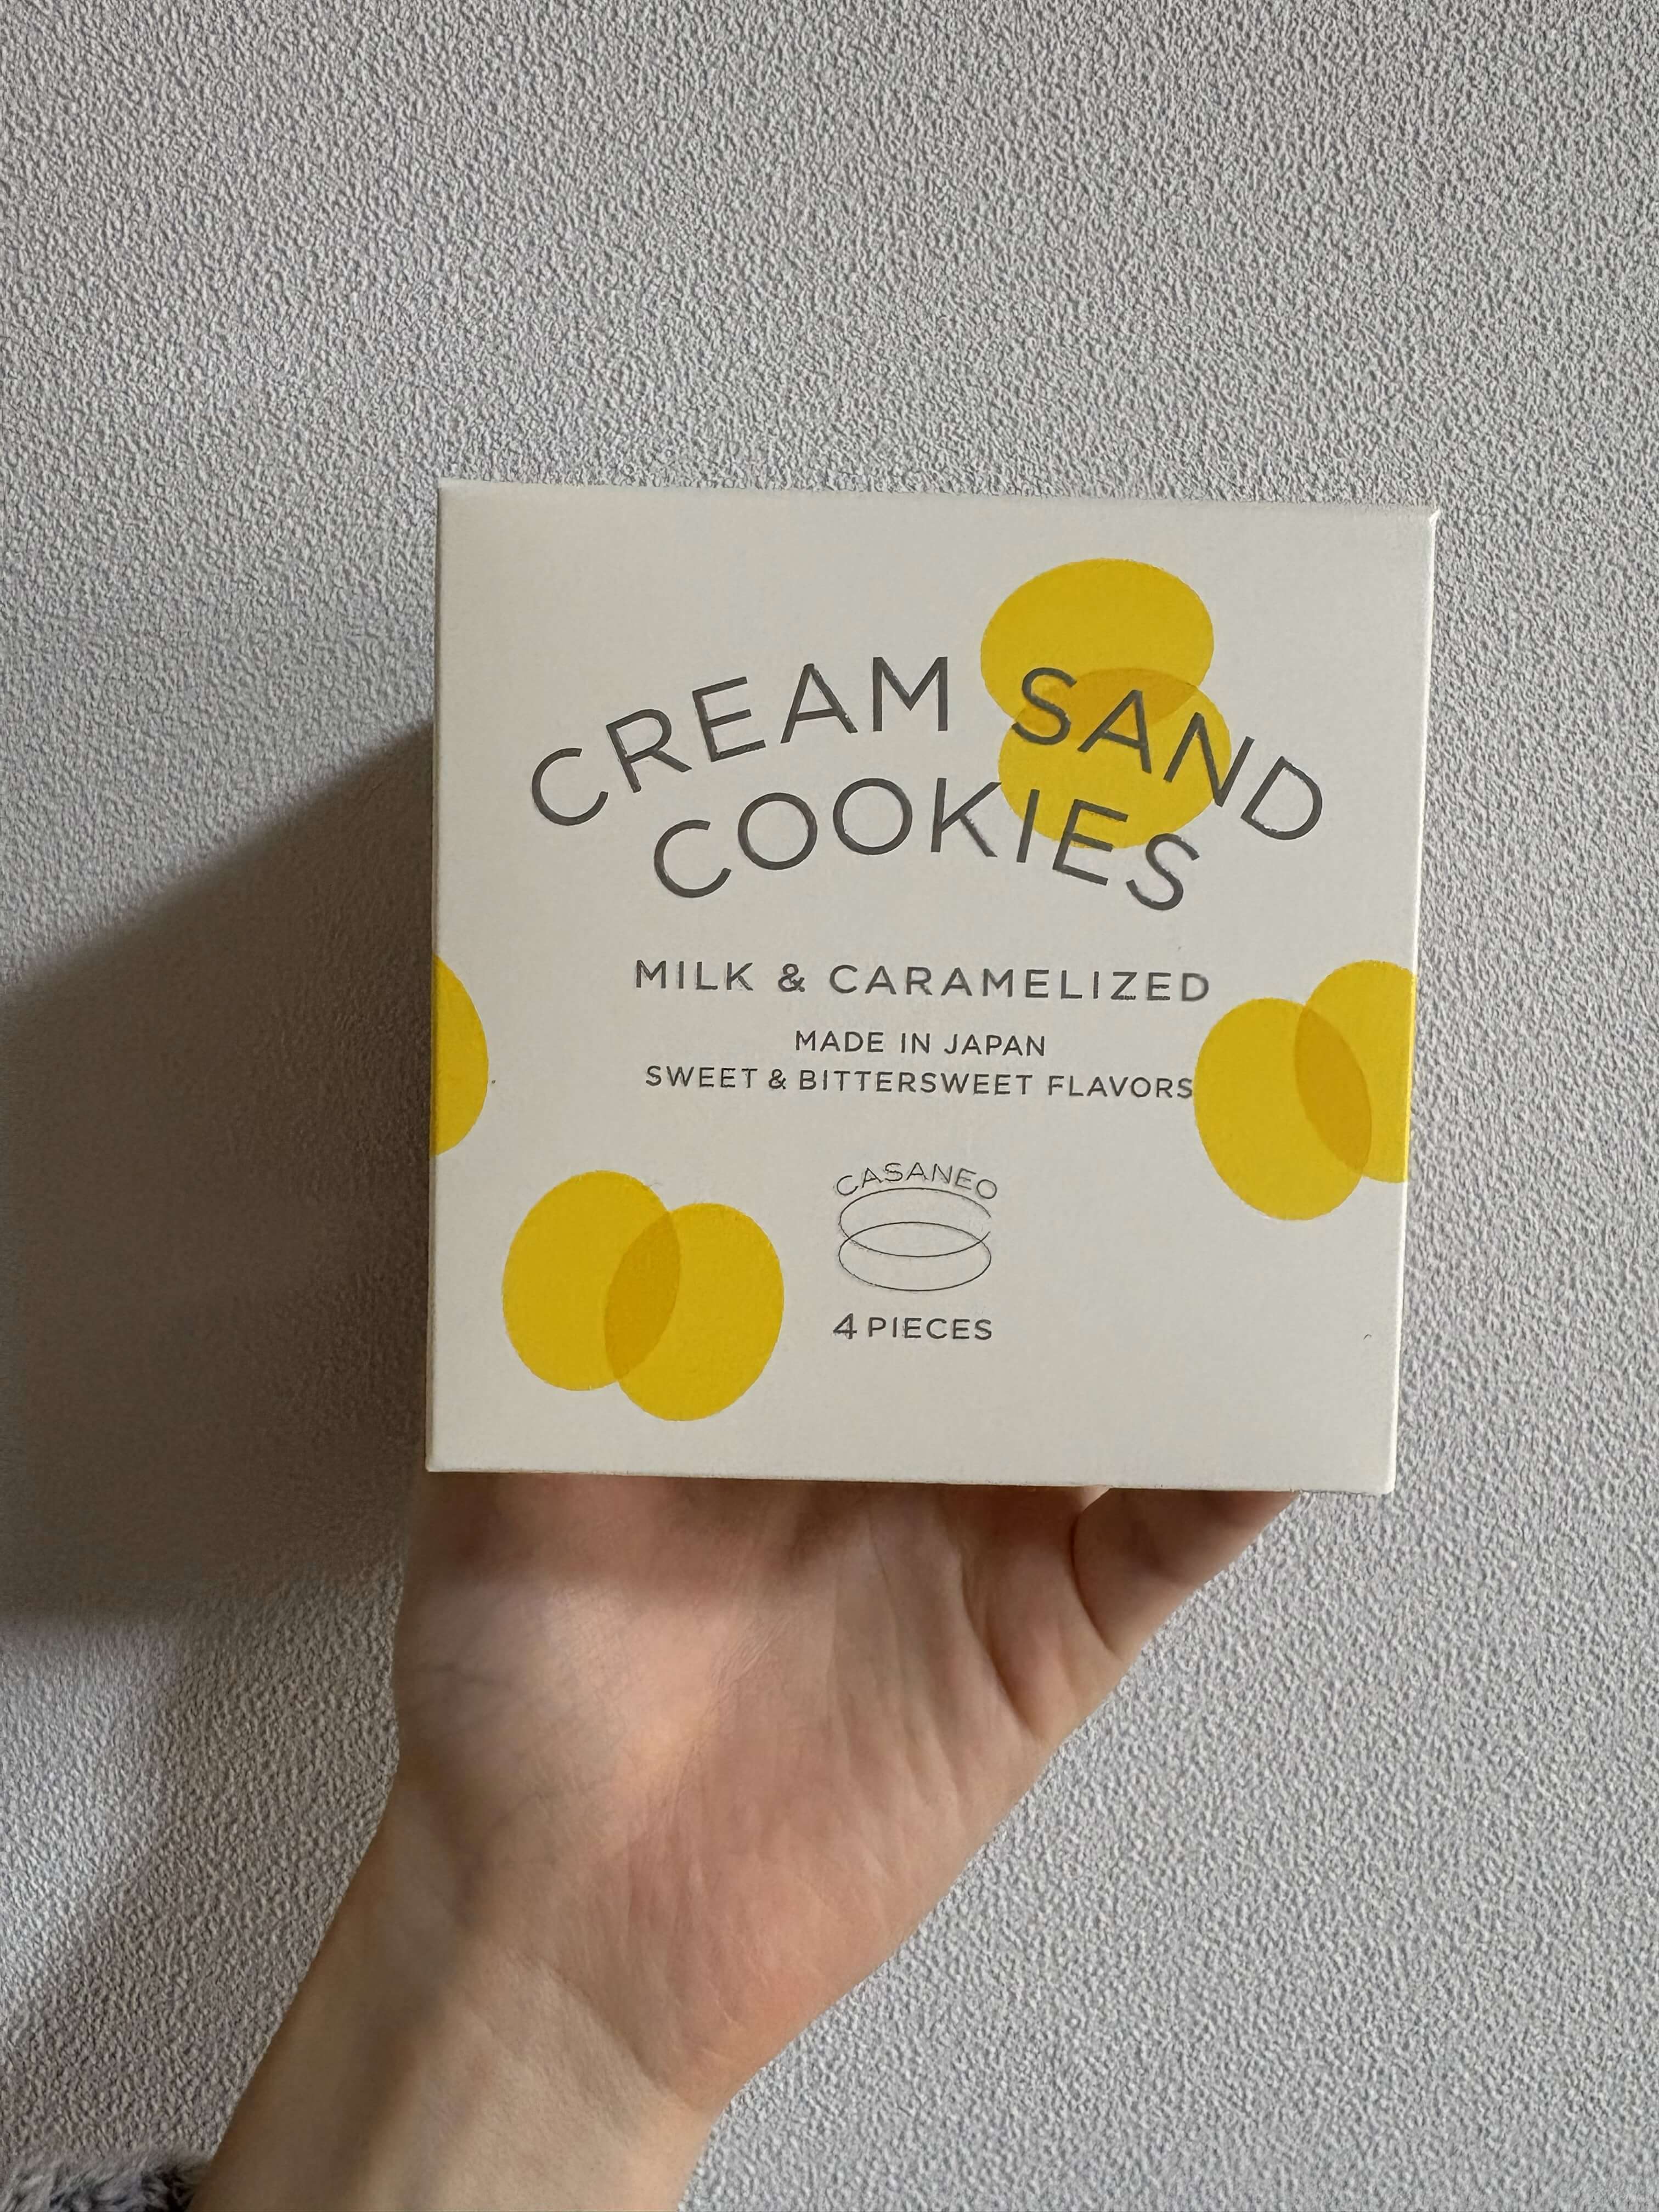 CREAM SAND
COOKIES
MILK & CARAMELIZED
MADE IN JAPAN
SWEET & BITTERSWEET FLAVORS
CASANEO
4 PIECES